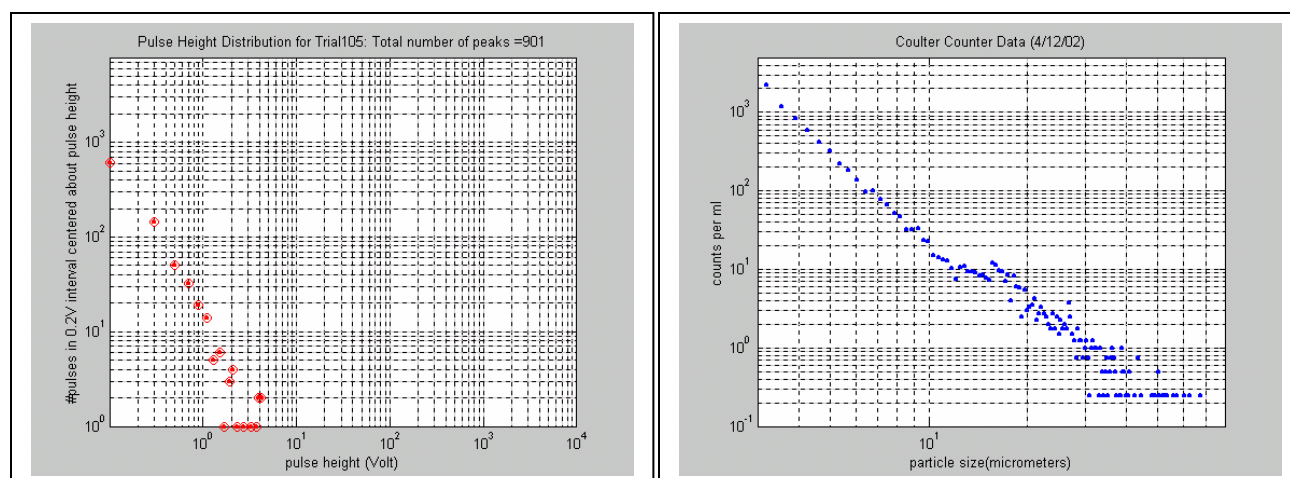 Pulse Height Distribution for Trial105: Total number of peaks =901
#pulses in 0.2V interval centered about pulse height
10^3
10^2
10^1
10^0
10^0
10^1
10^2
10^3
10^4
pulse height (Volt)
Coulter Counter Data (4/12/02)
counts per ml
10^3
10^2
10^1
10^0
10^-1
10^1
particle size(micrometers)